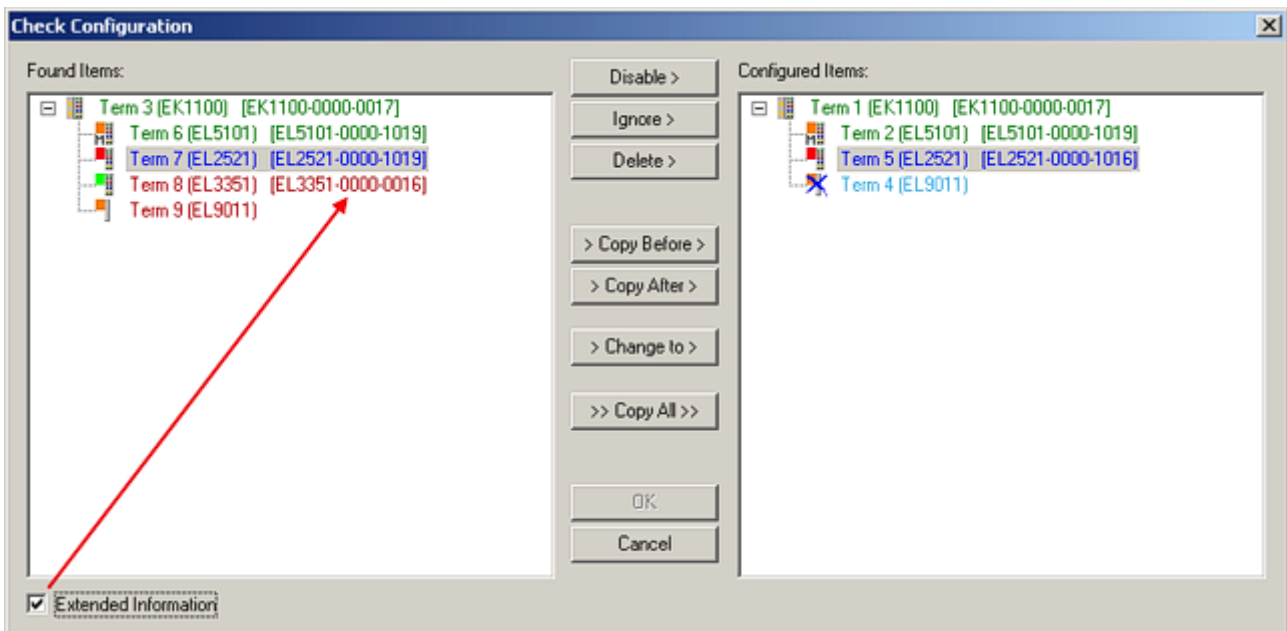 Check Configuration
Found Items:
Term 3 (EK1100) [EK1100-0000-0017]
Term 6 (EL5101) [EL5101-0000-1019]
Term 7 (EL2521) [EL2521-0000-1019]
Term 8 (EL3351) [EL3351-0000-0016]
Term 9 (EL9011)
Disable >
Ignore >
Delete >
> Copy Before >
> Copy After >
> Change to >
>> Copy All >>
OK
Cancel
Configured Items:
Term 1 (EK1100) [EK1100-0000-0017]
Term 2 (EL5101) [EL5101-0000-1019]
Term 5 (EL2521) [EL2521-0000-1016]
Term 4 (EL9011)
Extended Information